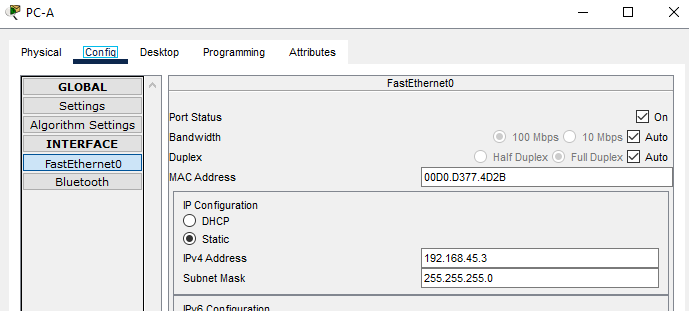 PC-A
Physical Config Desktop Programming Attributes
GLOBAL
Settings
Algorithm Settings
INTERFACE
FastEthernet0
Bluetooth
FastEthernet0
Port Status On
Bandwidth 100 Mbps 10 Mbps Auto
Duplex Half Duplex Full Duplex Auto
MAC Address 00D0.D377.4D2B
IP Configuration
DHCP
Static
IPv4 Address 192.168.45.3
Subnet Mask 255.255.255.0
IPv6 Configuration